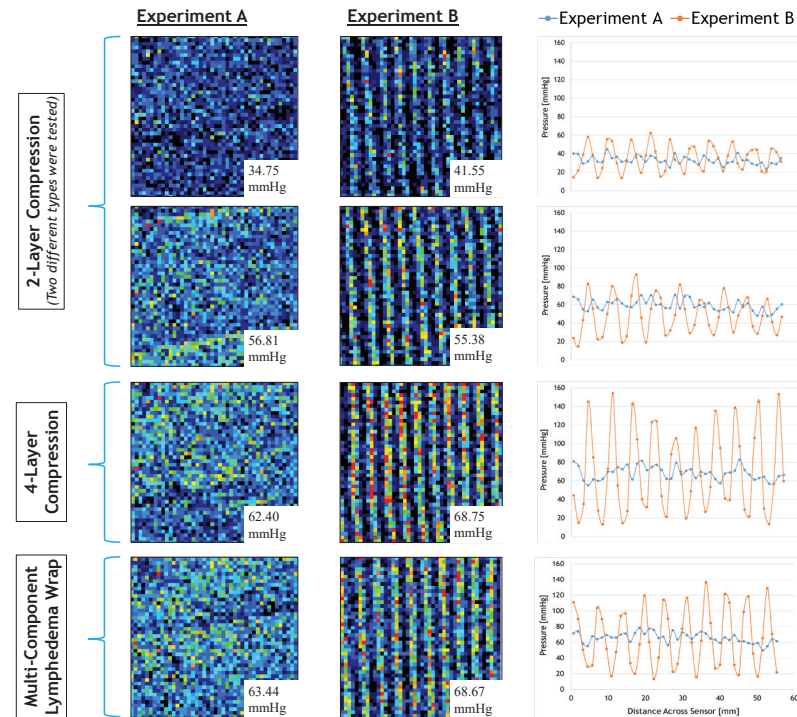 Experiment A
Experiment B
Experiment A
Experiment B
2-Layer Compression
(Two different types were tested)
34.75
mmHg
41.55
mmHg
Pressure [mmHg]
160
140
120
100
80
60
40
20
0
56.81
mmHg
55.38
mmHg
Pressure [mmHg]
160
140
120
100
80
60
40
20
0
4-Layer
Compression
62.40
mmHg
68.75
mmHg
Pressure [mmHg]
160
140
120
100
80
60
40
20
0
Multi-Component
Lymphedema Wrap
63.44
mmHg
68.67
mmHg
Pressure [mmHg]
160
140
120
100
80
60
40
20
0
0
10
20
30
40
50
60
Distance Across Sensor [mm]